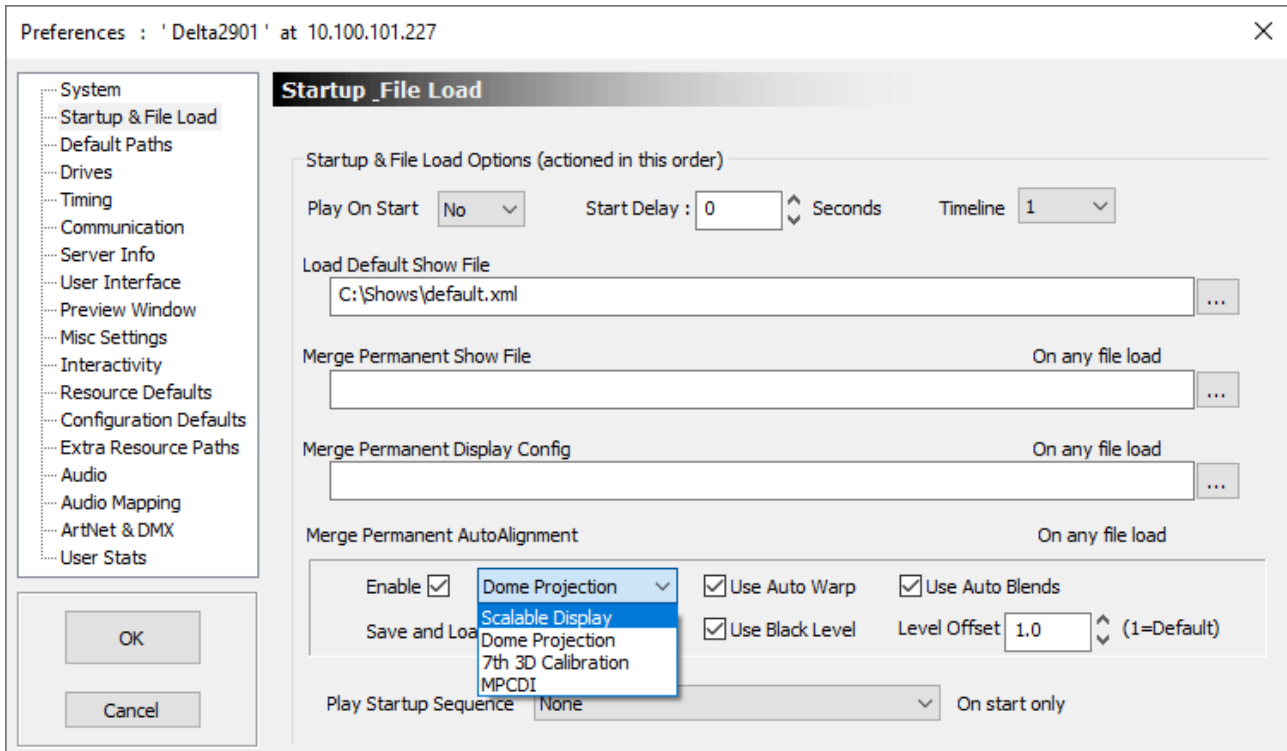 Preferences : ' Delta2901 ' at 10.100.101.227
System
Startup & File Load
Default Paths
Drives
Timing
Communication
Server Info
User Interface
Preview Window
Misc Settings
Interactivity
Resource Defaults
Configuration Defaults
Extra Resource Paths
Audio
Audio Mapping
ArtNet & DMX
User Stats
OK
Cancel
Startup _File Load
Startup & File Load Options (actioned in this order)
Play On Start No Start Delay : 0 Seconds Timeline 1
Load Default Show File
C:\Shows\default.xml ...
Merge Permanent Show File On any file load
...
Merge Permanent Display Config On any file load
...
Merge Permanent AutoAlignment On any file load
Enable Dome Projection Use Auto Warp Use Auto Blends
Scalable Display
Save and Loa Dome Projection Use Black Level Level Offset 1.0 (1=Default)
7th 3D Calibration
MPCDI
Play Startup Sequence None On start only